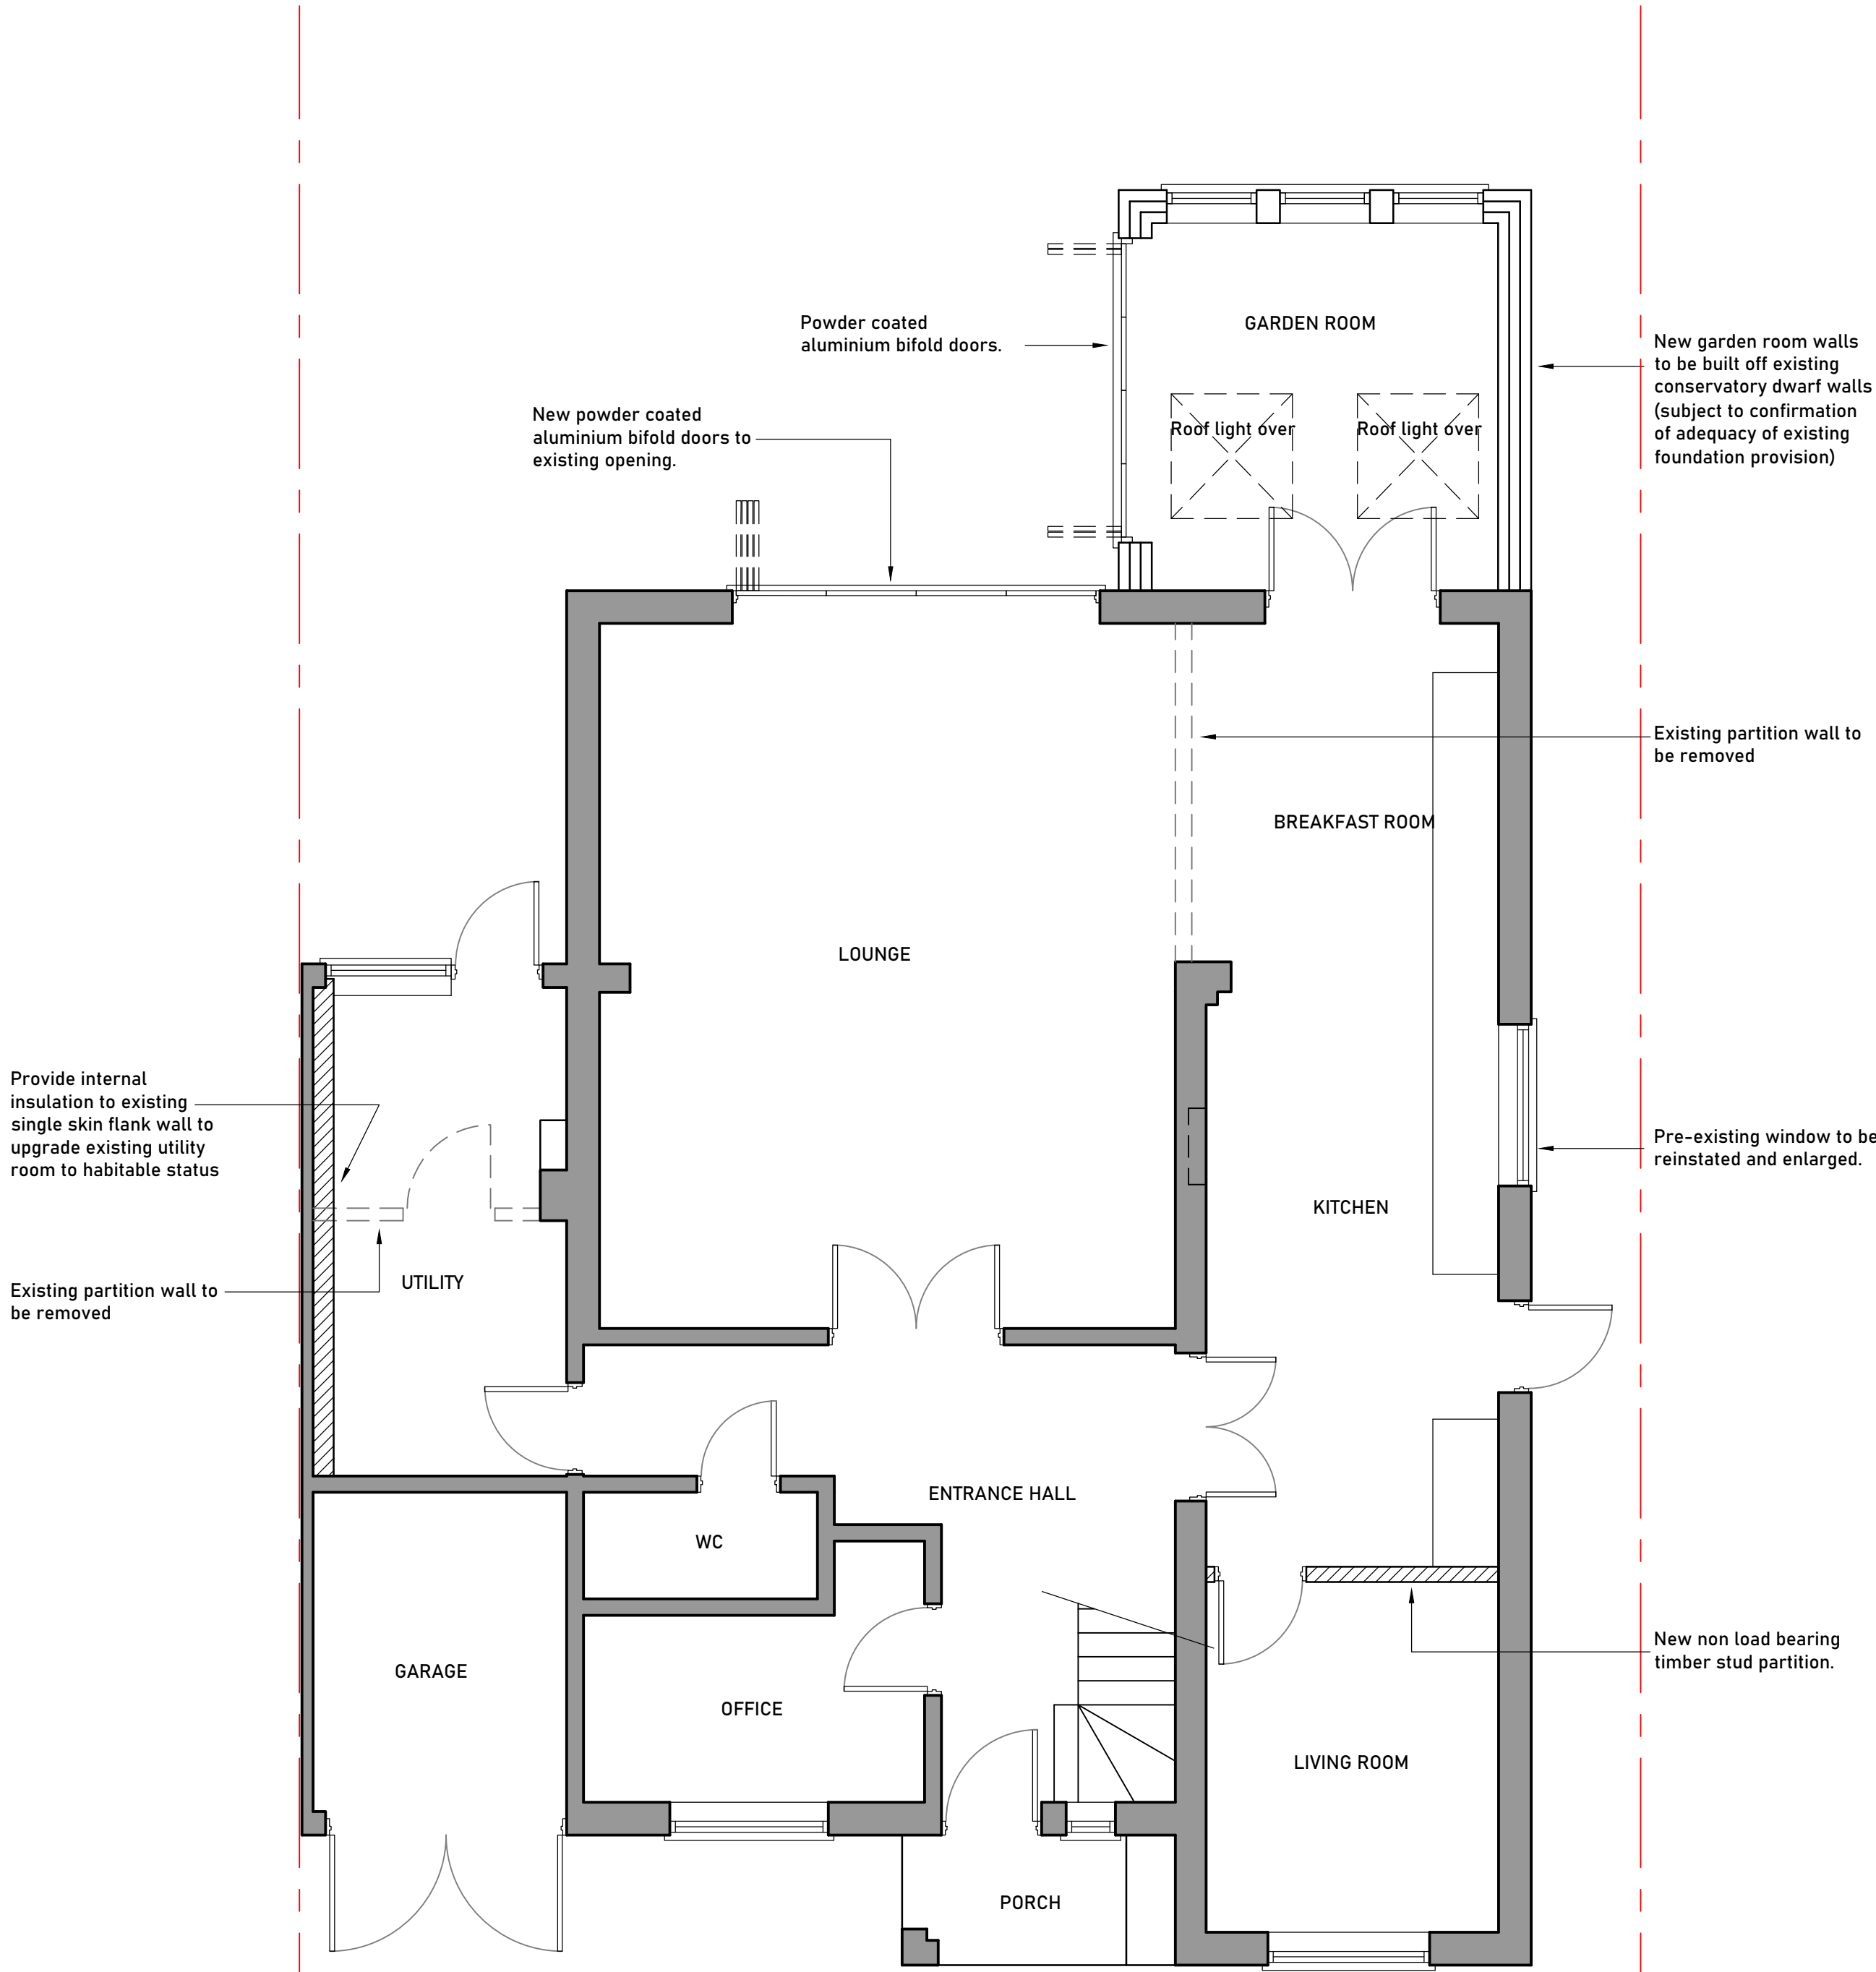 GARDEN ROOM
Powder coated
aluminium bifold doors.
New garden room walls
to be built off existing
conservatory dwarf walls
(subject to confirmation
of adequacy of existing
foundation provision)
New powder coated
aluminium bifold doors to
existing opening.
Roof light over
Roof light over
Existing partition wall to
be removed
BREAKFAST ROOM
LOUNGE
Provide internal
insulation to existing
single skin flank wall to
upgrade existing utility
room to habitable status
Pre-existing window to be
reinstated and enlarged.
KITCHEN
UTILITY
Existing partition wall to
be removed
ENTRANCE HALL
WC
New non load bearing
timber stud partition.
GARAGE
OFFICE
LIVING ROOM
PORCH